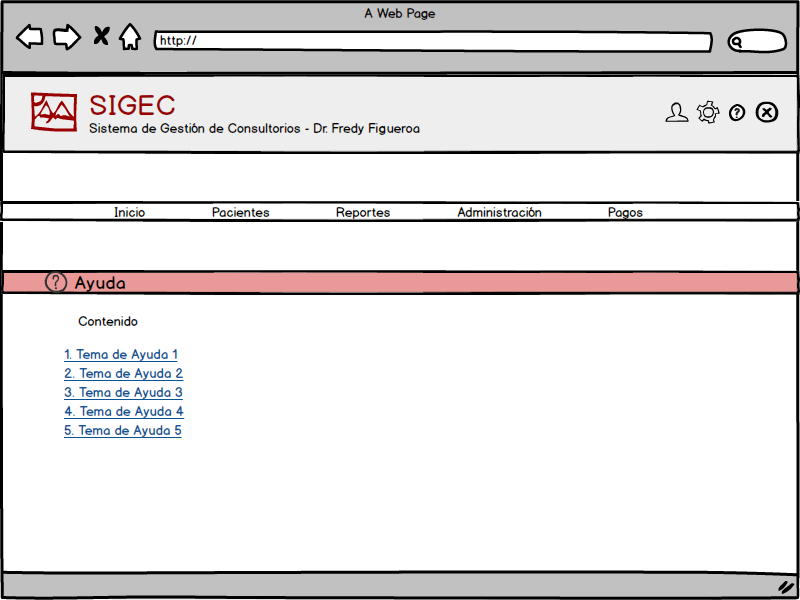 A Web Page
http://
SIGEC
Sistema de Gestión de Consultorios - Dr. Fredy Figueroa
Inicio Pacientes Reportes Administración Pagos
? Ayuda
Contenido
1. Tema de Ayuda 1
2. Tema de Ayuda 2
3. Tema de Ayuda 3
4. Tema de Ayuda 4
5. Tema de Ayuda 5